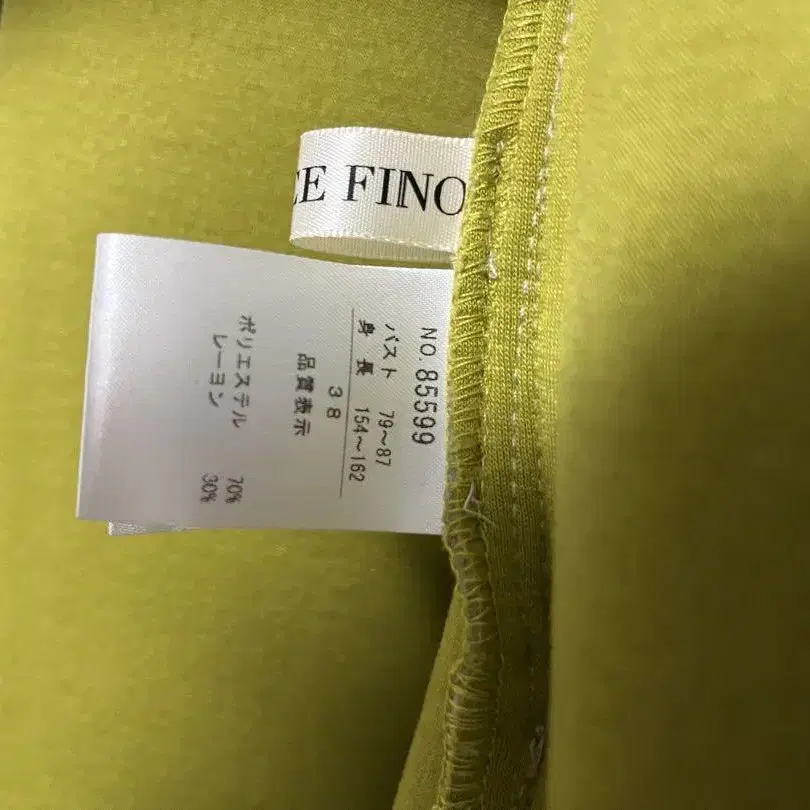 CE FINO
NO. 85599
バスト 79～87
身長 154～162
38
品質表示
ポリエステル 70%
レーヨン 30%